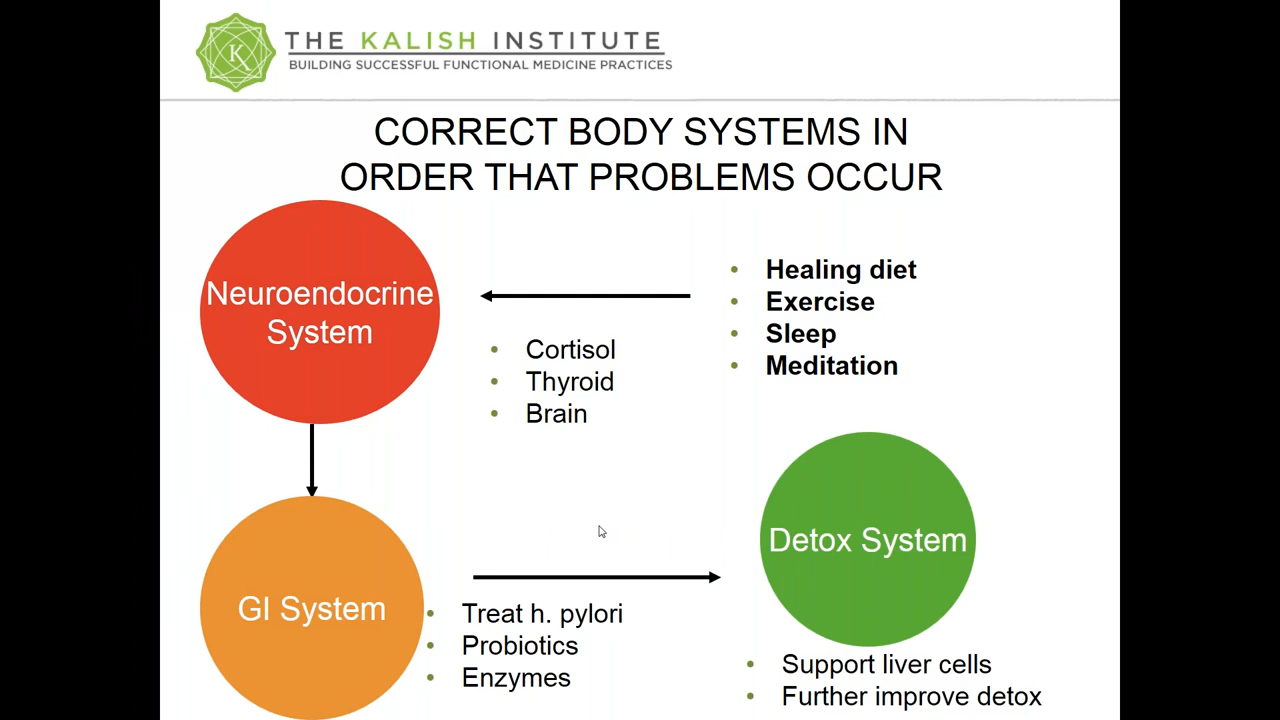 K
THE KALISH INSTITUTE
BUILDING SUCCESSFUL FUNCTIONAL MEDICINE PRACTICES
CORRECT BODY SYSTEMS IN
ORDER THAT PROBLEMS OCCUR
Neuroendocrine
System
• Healing diet
• Exercise
• Sleep
• Meditation
• Cortisol
• Thyroid
• Brain
GI System
• Treat h. pylori
• Probiotics
• Enzymes
Detox System
• Support liver cells
• Further improve detox